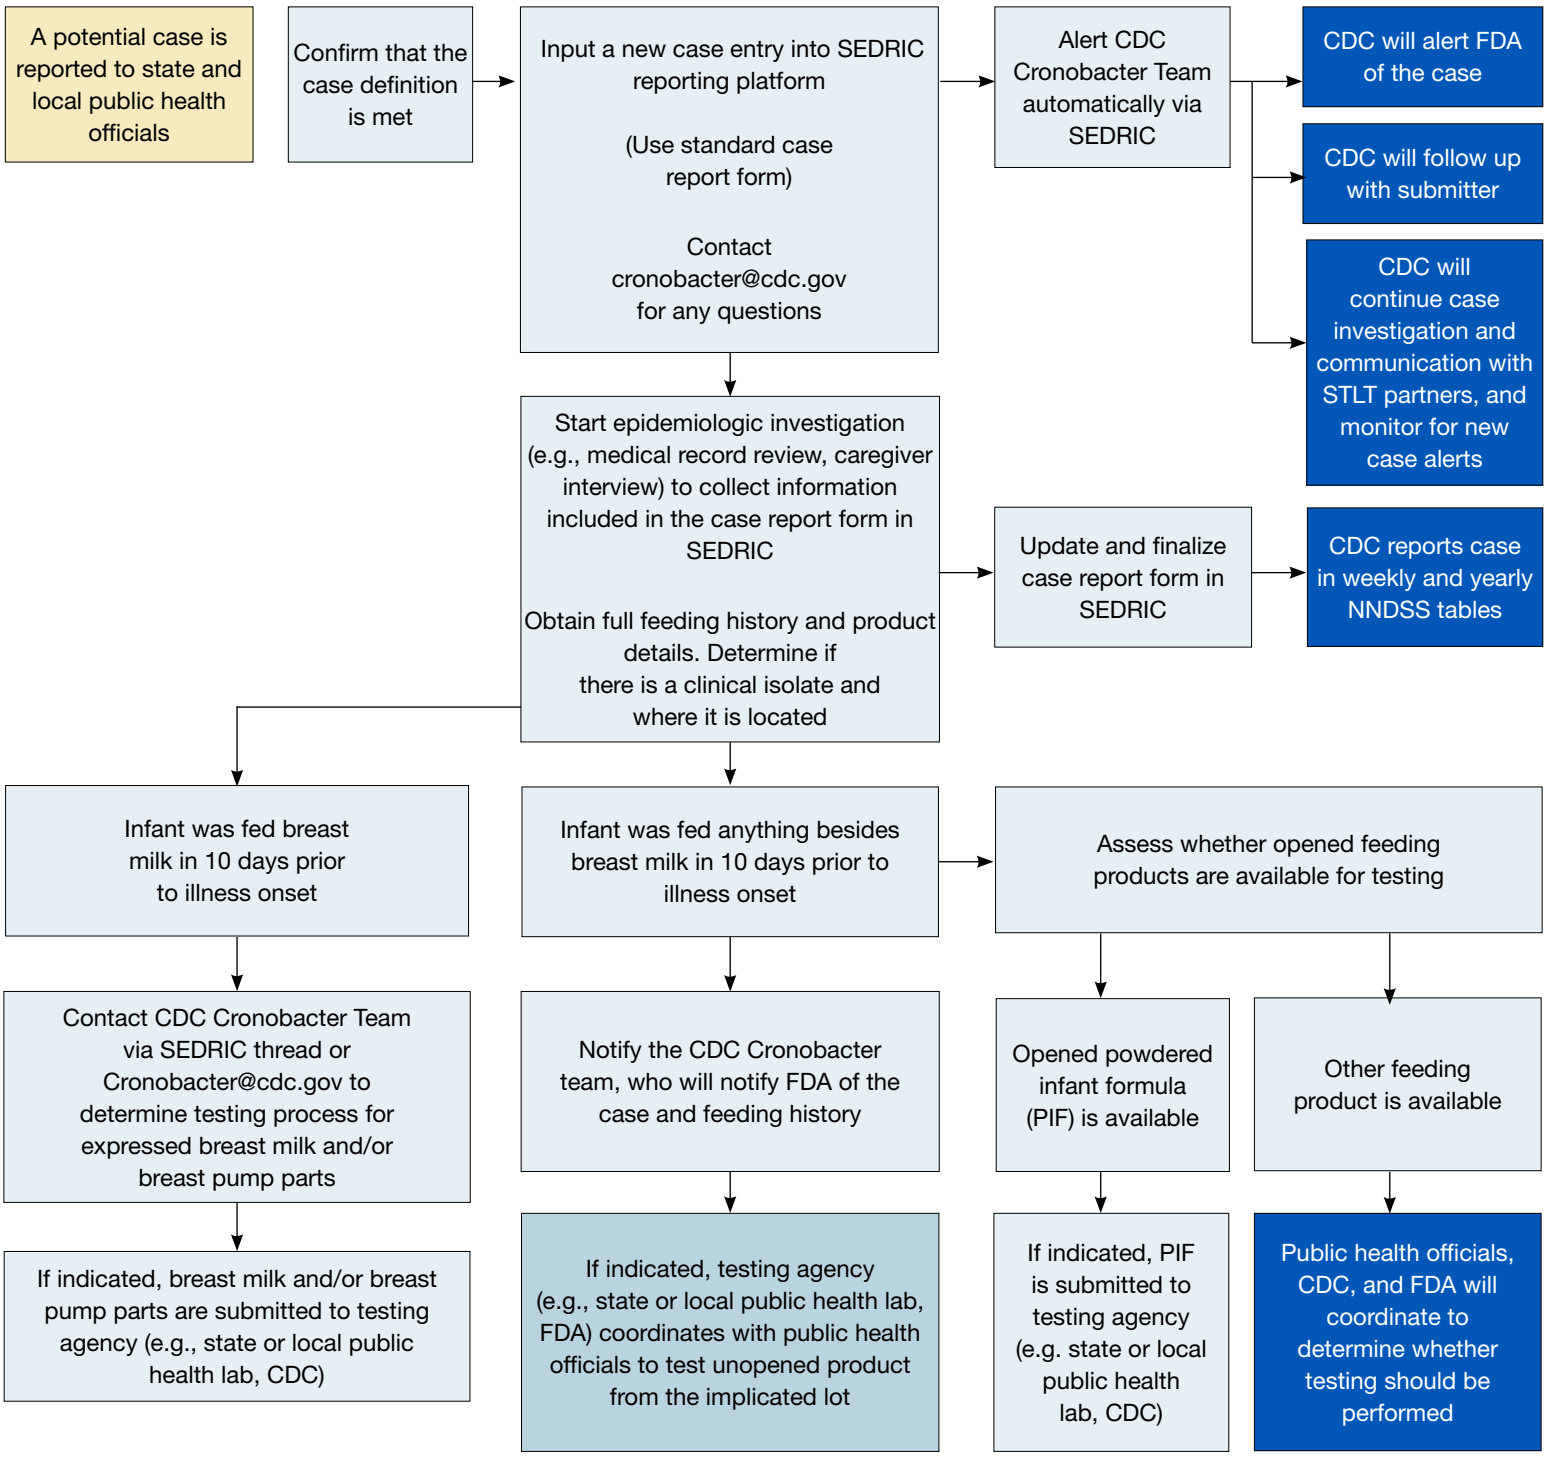 A potential case is
reported to state and
local public health
officials
Confirm that the
case definition
is met
Input a new case entry into SEDRIC
reporting platform
(Use standard case
report form)
Contact
cronobacter@cdc.gov
for any questions
Alert CDC
Cronobacter Team
automatically via
SEDRIC
CDC will alert FDA
of the case
CDC will follow up
with submitter
CDC will
continue case
investigation and
communication with
STLT partners, and
monitor for new
case alerts
Start epidemiologic investigation
(e.g., medical record review, caregiver
interview) to collect information
included in the case report form in
SEDRIC
Obtain full feeding history and product
details. Determine if
there is a clinical isolate and
where it is located
Update and finalize
case report form in
SEDRIC
CDC reports case
in weekly and yearly
NNDSS tables
Infant was fed breast
milk in 10 days prior
to illness onset
Infant was fed anything besides
breast milk in 10 days prior to
illness onset
Assess whether opened feeding
products are available for testing
Contact CDC Cronobacter Team
via SEDRIC thread or
Cronobacter@cdc.gov to
determine testing process for
expressed breast milk and/or
breast pump parts
Notify the CDC Cronobacter
team, who will notify FDA of the
case and feeding history
Opened powdered
infant formula
(PIF) is available
Other feeding
product is available
If indicated, breast milk and/or breast
pump parts are submitted to testing
agency (e.g., state or local public
health lab, CDC)
If indicated, testing agency
(e.g., state or local public health lab,
FDA) coordinates with public health
officials to test unopened product
from the implicated lot
If indicated, PIF
is submitted to
testing agency
(e.g. state or local
public health
lab, CDC)
Public health officials,
CDC, and FDA will
coordinate to
determine whether
testing should be
performed